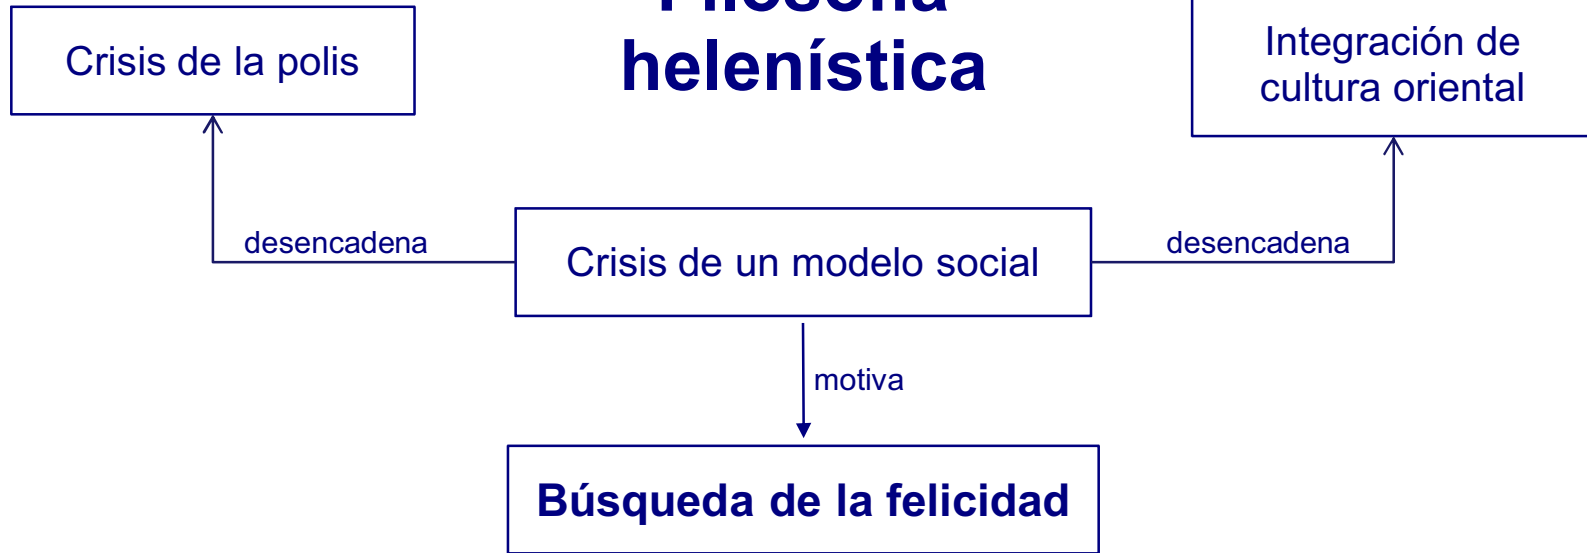 Filosofía
helenística
Crisis de la polis
Integración de
cultura oriental
desencadena
desencadena
Crisis de un modelo social
motiva
Búsqueda de la felicidad